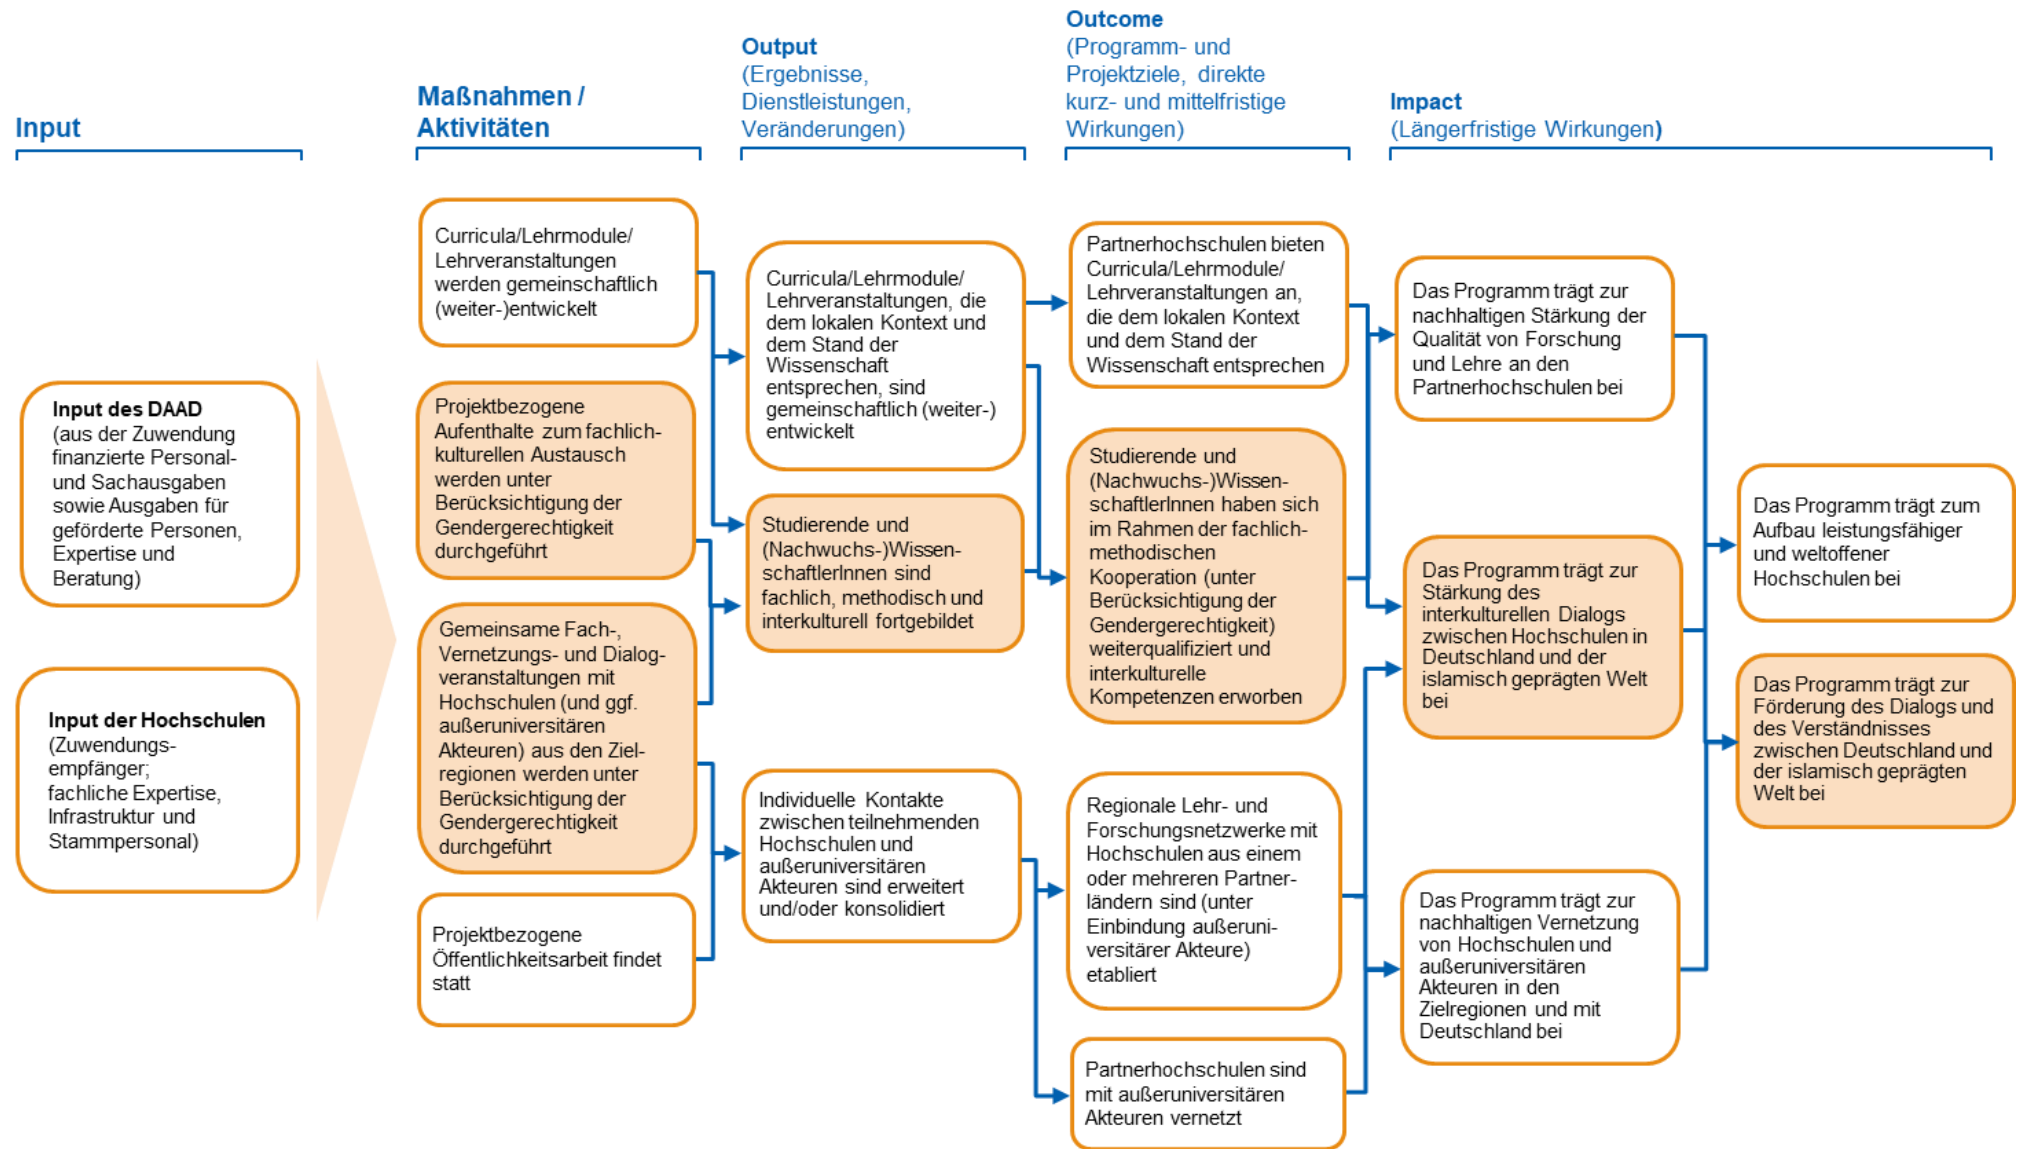 Input
Maßnahmen /
Aktivitäten
Output
(Ergebnisse,
Dienstleistungen,
Veränderungen)
Outcome
(Programm- und
Projektziele, direkte
kurz- und mittelfristige
Wirkungen)
Impact
(Längerfristige Wirkungen)
Input des DAAD
(aus der Zuwendung
finanzierte Personal-
und Sachausgaben
sowie Ausgaben für
geförderte Personen,
Expertise und
Beratung)
Input der Hochschulen
(Zuwendungs-
empfänger;
fachliche Expertise,
Infrastruktur und
Stammpersonal)
Curricula/Lehrmodule/
Lehrveranstaltungen
werden gemeinschaftlich
(weiter-)entwickelt
Projektbezogene
Aufenthalte zum fachlich-
kulturellen Austausch
werden unter
Berücksichtigung der
Gendergerechtigkeit
durchgeführt
Gemeinsame Fach-,
Vernetzungs- und Dialog-
veranstaltungen mit
Hochschulen (und ggf.
außeruniversitären
Akteuren) aus den Ziel-
regionen werden unter
Berücksichtigung der
Gendergerechtigkeit
durchgeführt
Projektbezogene
Öffentlichkeitsarbeit findet
statt
Curricula/Lehrmodule/
Lehrveranstaltungen, die
dem lokalen Kontext und
dem Stand der
Wissenschaft
entsprechen, sind
gemeinschaftlich (weiter-)
entwickelt
Studierende und
(Nachwuchs-)Wissen-
schaftlerInnen sind
fachlich, methodisch und
interkulturell fortgebildet
Individuelle Kontakte
zwischen teilnehmenden
Hochschulen und
außeruniversitären
Akteuren sind erweitert
und/oder konsolidiert
Partnerhochschulen bieten
Curricula/Lehrmodule/
Lehrveranstaltungen an,
die dem lokalen Kontext
und dem Stand der
Wissenschaft entsprechen
Studierende und
(Nachwuchs-)Wissen-
schaftlerInnen haben sich
im Rahmen der fachlich-
methodischen
Kooperation (unter
Berücksichtigung der
Gendergerechtigkeit)
weiterqualifiziert und
interkulturelle
Kompetenzen erworben
Regionale Lehr- und
Forschungsnetzwerke mit
Hochschulen aus einem
oder mehreren Partner-
ländern sind (unter
Einbindung außeruni-
versitärer Akteure)
etabliert
Partnerhochschulen sind
mit außeruniversitären
Akteuren vernetzt
Das Programm trägt zur
nachhaltigen Stärkung der
Qualität von Forschung
und Lehre an den
Partnerhochschulen bei
Das Programm trägt zur
Stärkung des
interkulturellen Dialogs
zwischen Hochschulen in
Deutschland und der
islamisch geprägten Welt
bei
Das Programm trägt zur
nachhaltigen Vernetzung
von Hochschulen und
außeruniversitären
Akteuren in den
Zielregionen und mit
Deutschland bei
Das Programm trägt zum
Aufbau leistungsfähiger
und weltoffener
Hochschulen bei
Das Programm trägt zur
Förderung des Dialogs und
des Verständnisses
zwischen Deutschland und
der islamisch geprägten
Welt bei